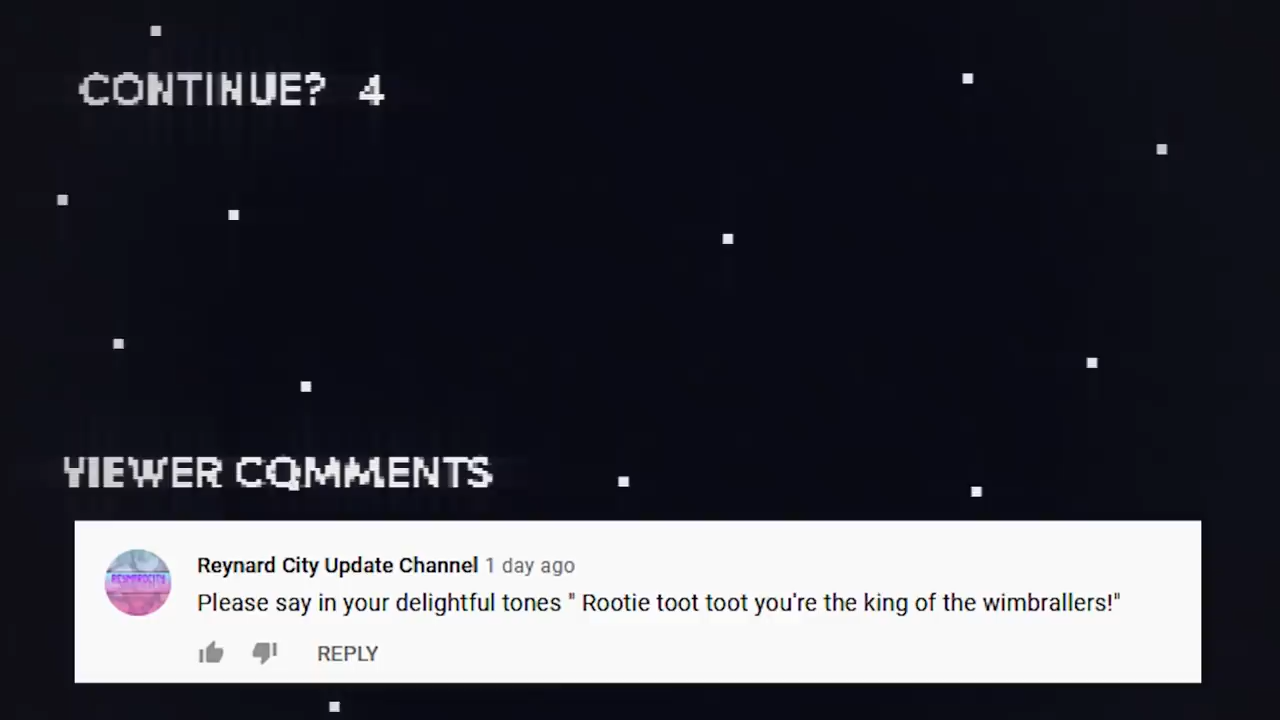 CONTINUE? 4
VIEWER COMMENTS
Reynard City Update Channel 1 day ago
Please say in your delightful tones " Rootie toot toot you're the king of the wimbrallers!"
REPLY